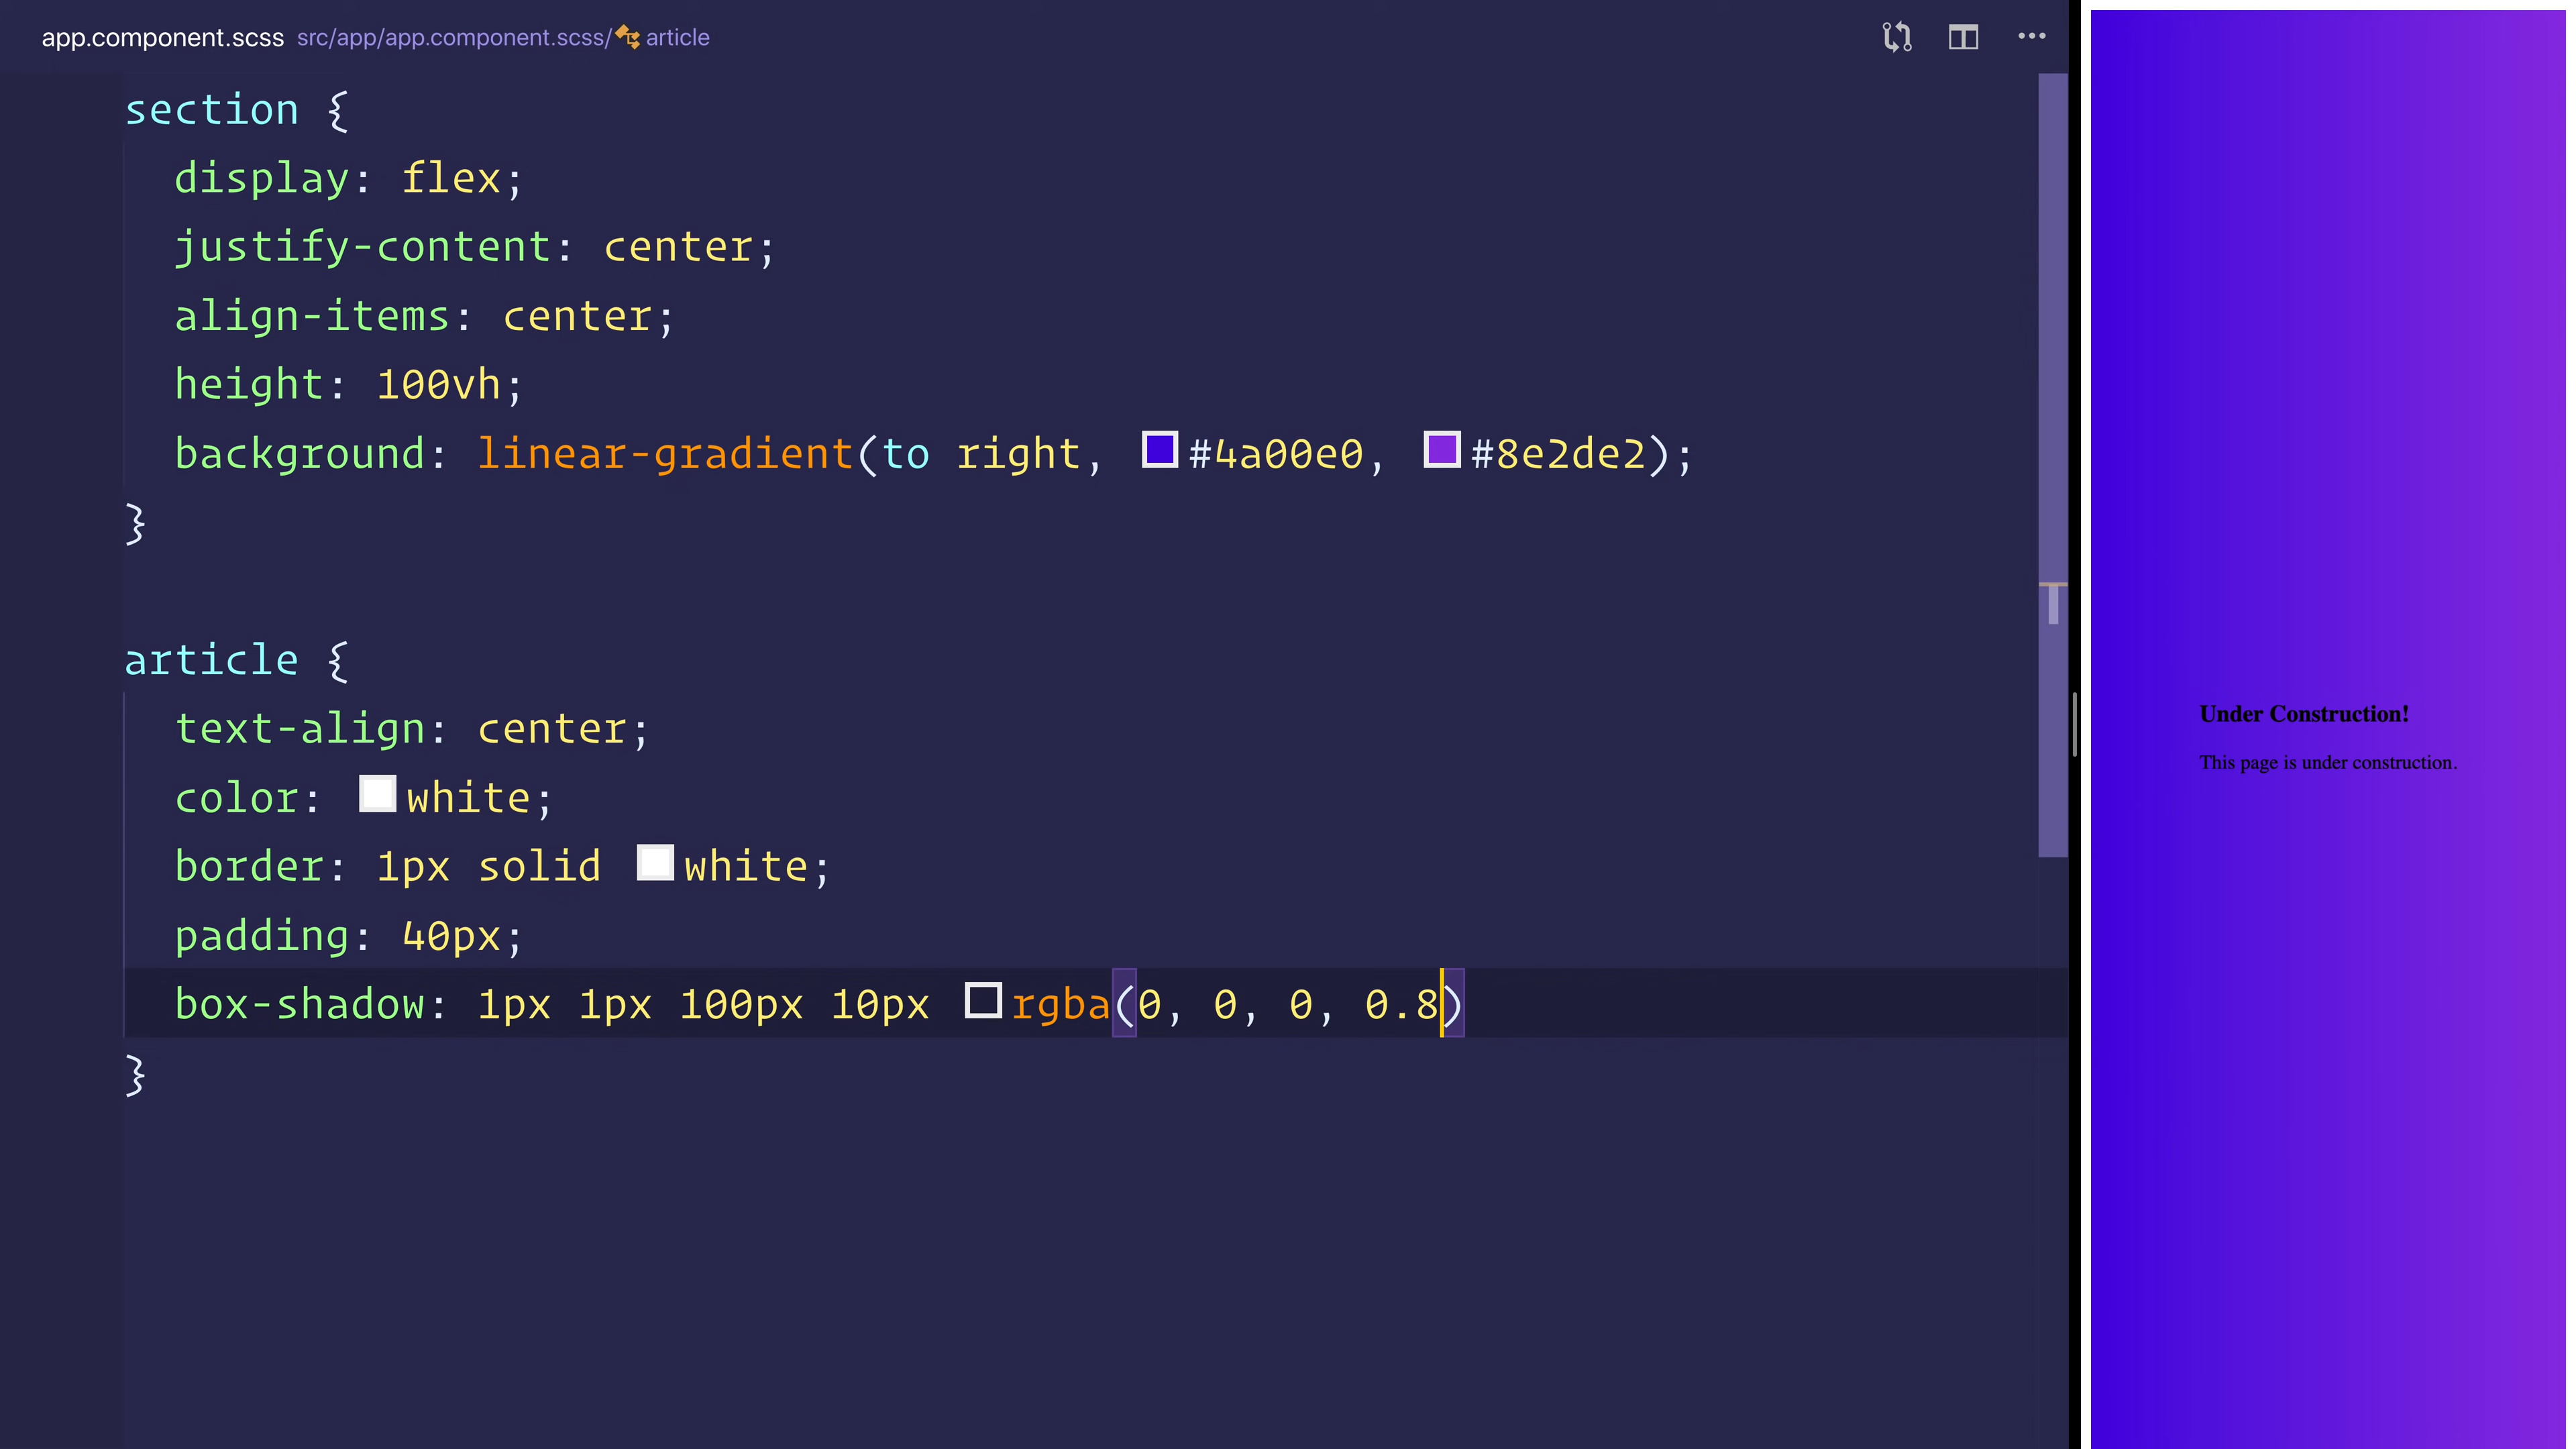 app.component.scss src/app/app.component.scss/ article
section {
display: flex;
justify-content: center;
align-items: center;
height: 100vh;
background: linear-gradient(to right, #4a00e0, #8e2de2);
}
article {
text-align: center;
color: white;
border: 1px solid white;
padding: 40px;
box-shadow: 1px 1px 100px 10px rgba(0, 0, 0, 0.8)
}
Under Construction!
This page is under construction.